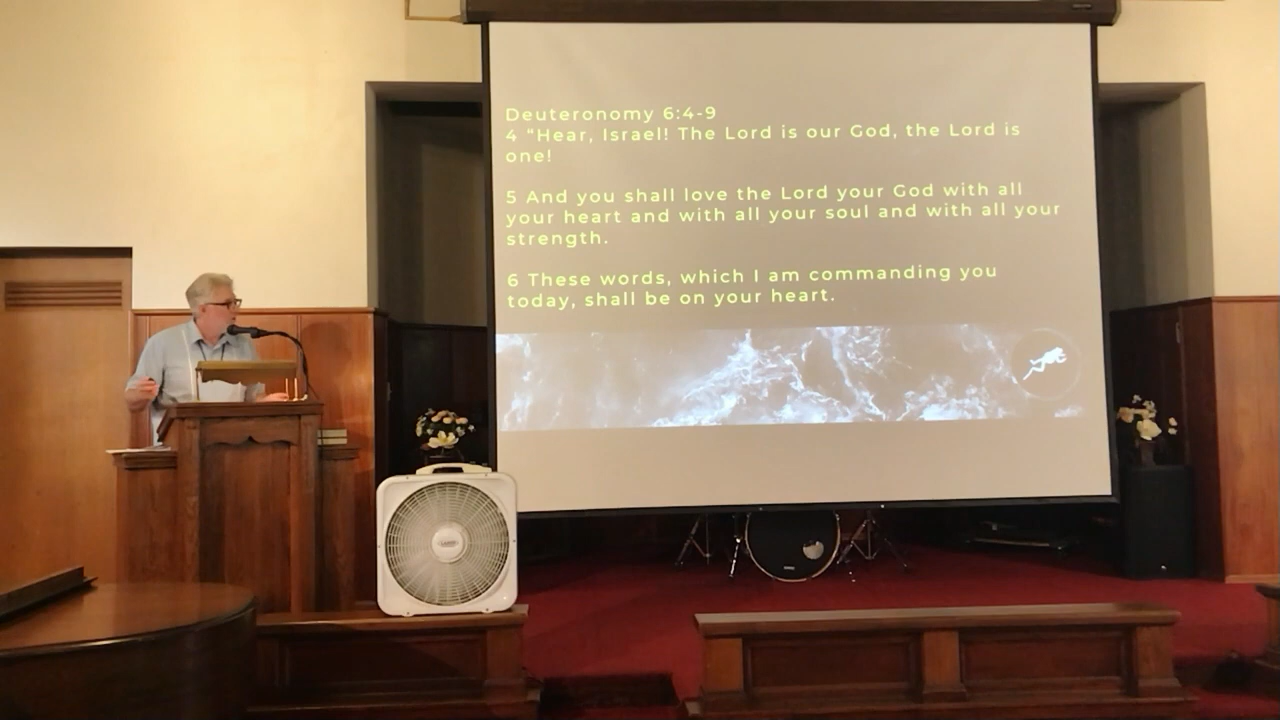 Deuteronomy 6:4-9
4 "Hear, Israel! The Lord is our God, the Lord is
one!
5 And you shall love the Lord your God with all
your heart and with all your soul and with all your
strength.
6 These words, which I am commanding you
today, shall be on your heart.